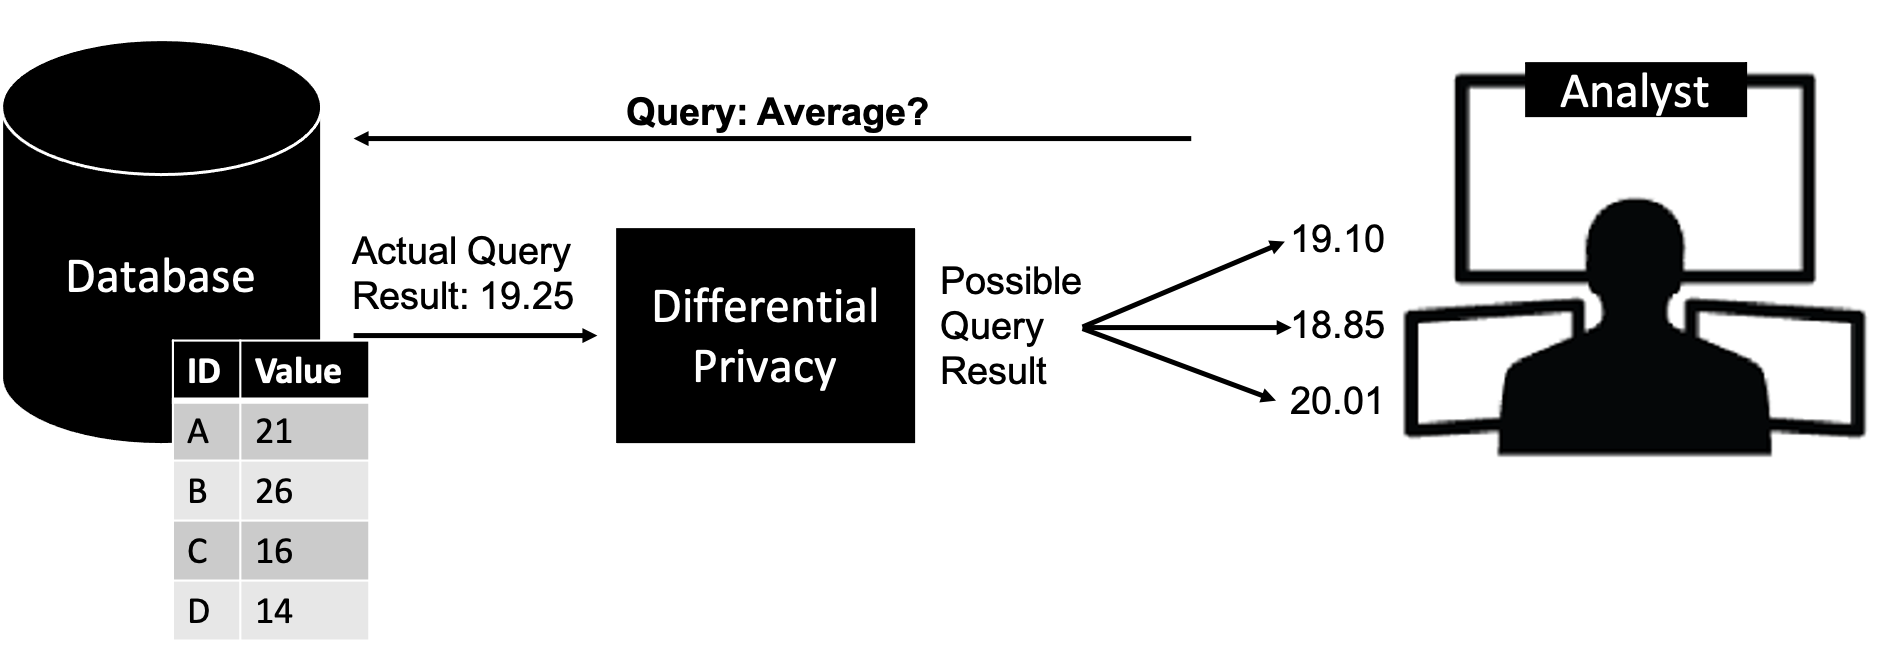 Query: Average?
Analyst
Database
Actual Query
Result: 19.25
Differential
Privacy
Possible
Query
Result
19.10
18.85
20.01
ID Value
A 21
B 26
C 16
D 14